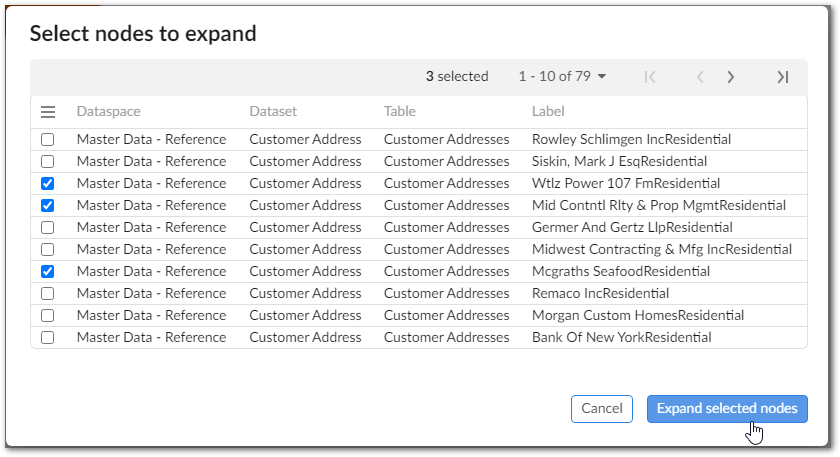 Select nodes to expand
3 selected 1 - 10 of 79
Dataspace Dataset Table Label
Master Data - Reference Customer Address Customer Addresses Rowley Schlimgen IncResidential
Master Data - Reference Customer Address Customer Addresses Siskin, Mark J EsqResidential
Master Data - Reference Customer Address Customer Addresses Wtlz Power 107 FmResidential
Master Data - Reference Customer Address Customer Addresses Mid Contntl Rlty & Prop MgmtResidential
Master Data - Reference Customer Address Customer Addresses Germer And Gertz LlpResidential
Master Data - Reference Customer Address Customer Addresses Midwest Contracting & Mfg IncResidential
Master Data - Reference Customer Address Customer Addresses Mcgraths SeafoodResidential
Master Data - Reference Customer Address Customer Addresses Remaco IncResidential
Master Data - Reference Customer Address Customer Addresses Morgan Custom HomesResidential
Master Data - Reference Customer Address Customer Addresses Bank Of New YorkResidential
Cancel Expand selected nodes